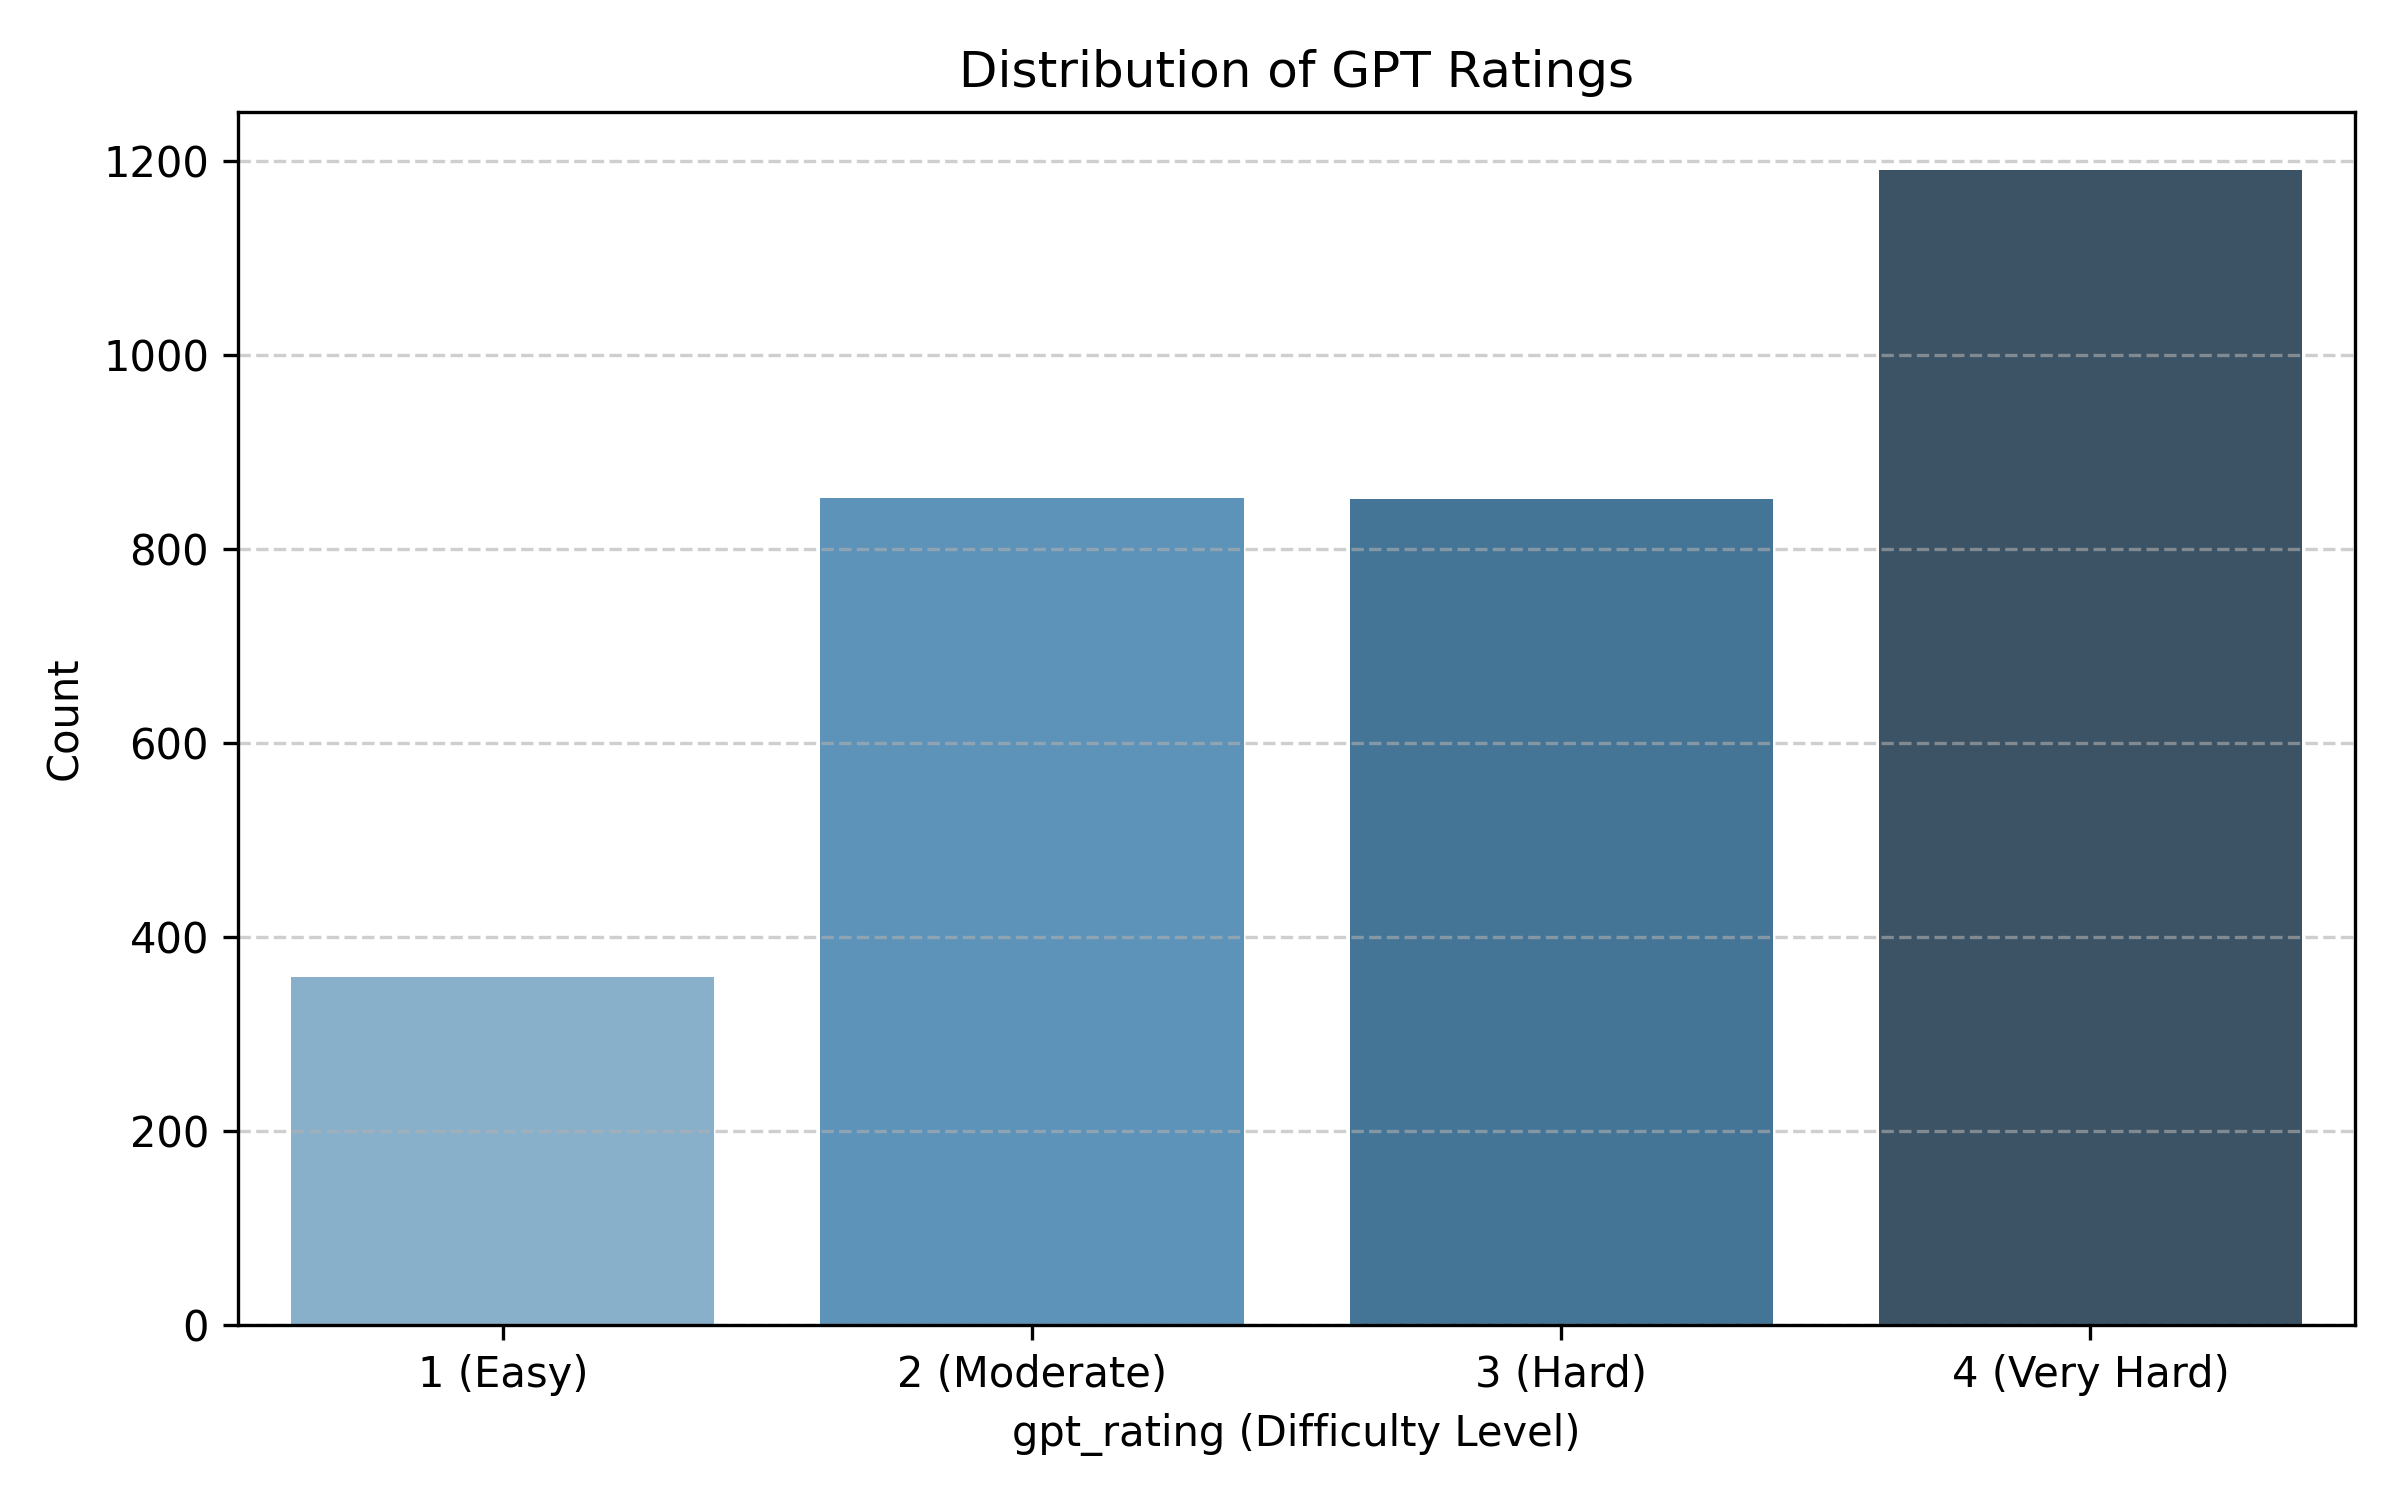 Distribution of GPT Ratings
1200
1000
800
600
400
200
0
Count
1 (Easy)
2 (Moderate)
3 (Hard)
4 (Very Hard)
gpt_rating (Difficulty Level)